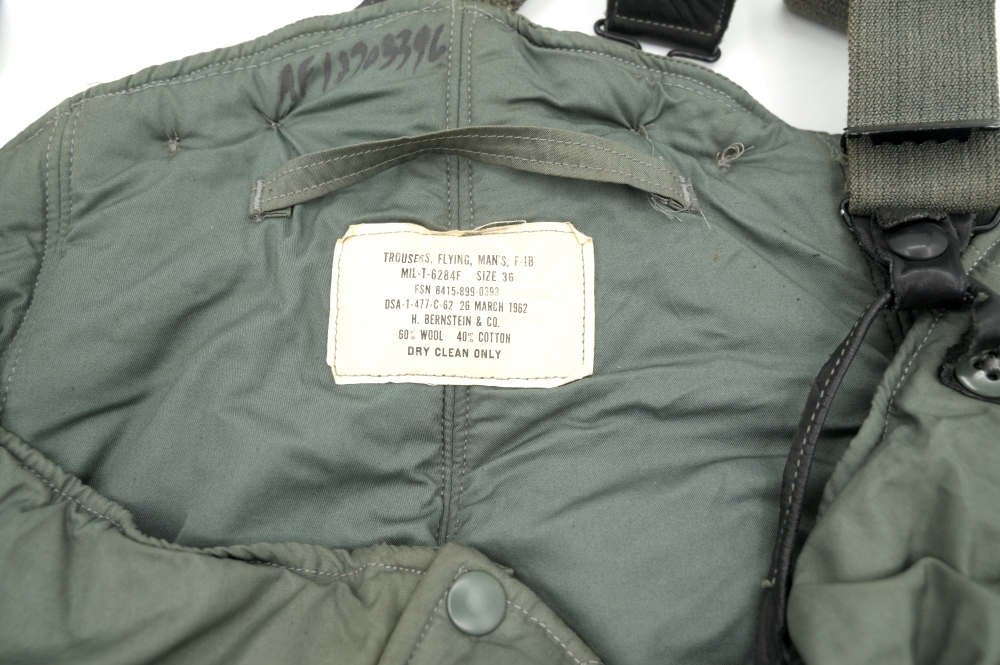 AF12703396
TROUSERS, FLYING, MAN'S, F-1B
MIL-T-6284F SIZE 36
FSN 8415-899-0393
DSA-1-477-C-62 26 MARCH 1962
H. BERNSTEIN & CO.
60% WOOL 40% COTTON
DRY CLEAN ONLY